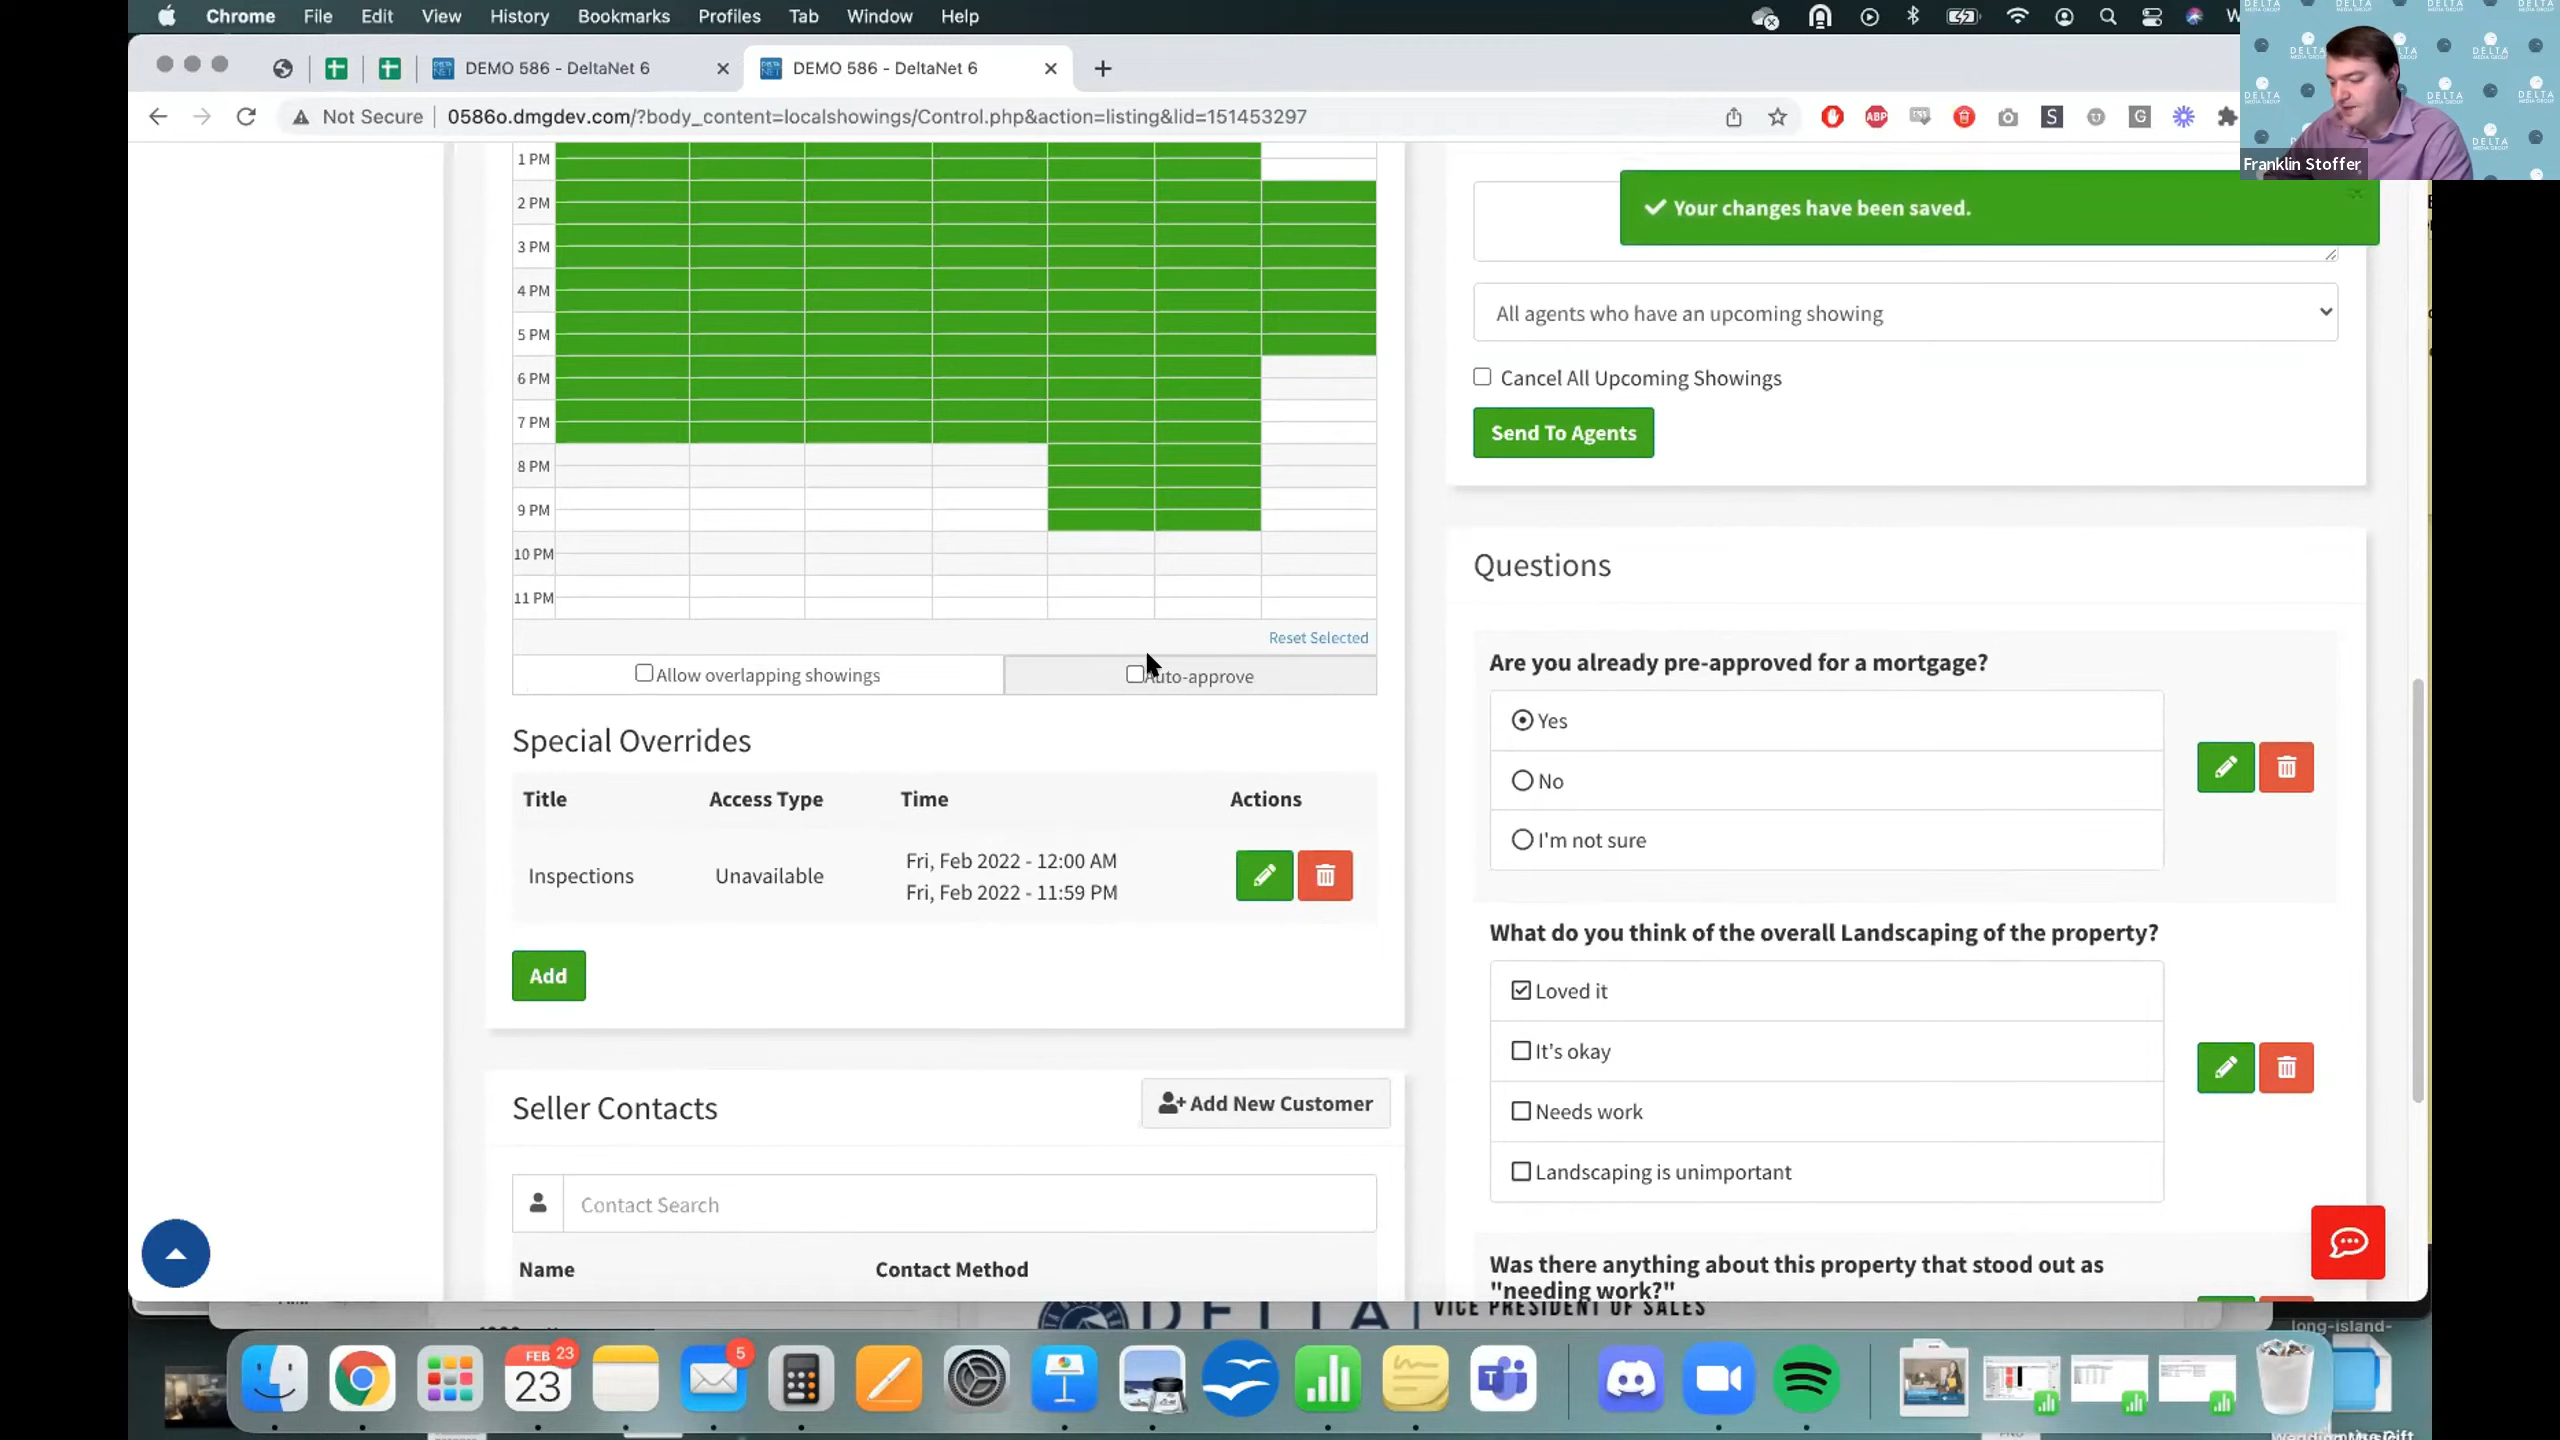 Chrome File Edit View History Bookmarks Profiles Tab Window Help
DEMO 586 - DeltaNet 6
DEMO 586 - DeltaNet 6
Not Secure
0586o.dmgdev.com/?body_content=localshowings/Control.php&action=listing&lid=151453297
Franklin Stoffer
1 PM
2 PM
3 PM
4 PM
5 PM
6 PM
7 PM
8 PM
9 PM
10 PM
11 PM
Reset Selected
Allow overlapping showings
Auto-approve
Special Overrides
Title Access Type Time Actions
Inspections Unavailable
Fri, Feb 2022 - 12:00 AM
Fri, Feb 2022 - 11:59 PM
Add
Seller Contacts
Add New Customer
Contact Search
Name Contact Method
Your changes have been saved.
All agents who have an upcoming showing
Cancel All Upcoming Showings
Send To Agents
Questions
Are you already pre-approved for a mortgage?
Yes
No
I'm not sure
What do you think of the overall Landscaping of the property?
Loved it
It's okay
Needs work
Landscaping is unimportant
Was there anything about this property that stood out as
"needing work?"
DELTA
VICE PRESIDENT OF SALES
long-island-
FEB 23
23
5